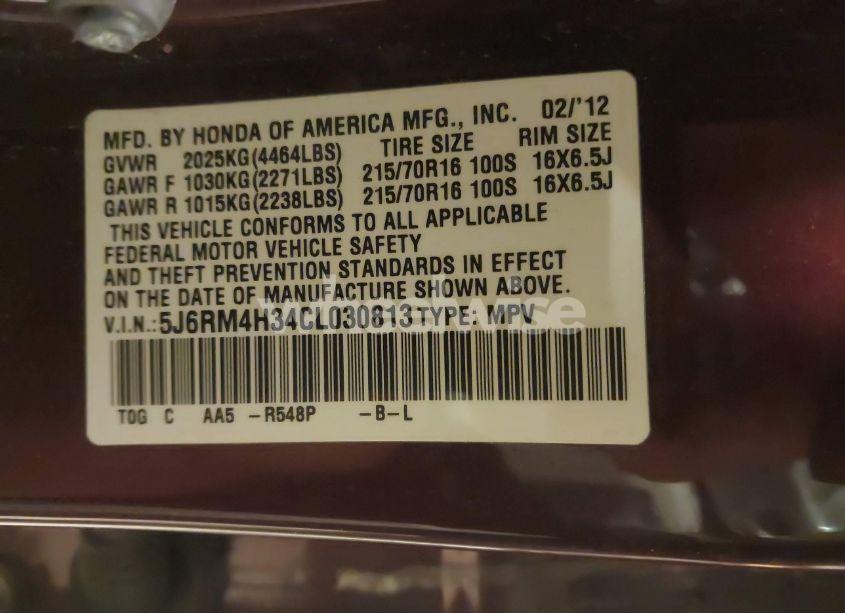 MFD. BY HONDA OF AMERICA MFG., INC. 02/'12
GVWR 2025KG(4464LBS) TIRE SIZE RIM SIZE
GAWR F 1030KG(2271LBS) 215/70R16 100S 16X6.5J
GAWR R 1015KG(2238LBS) 215/70R16 100S 16X6.5J
THIS VEHICLE CONFORMS TO ALL APPLICABLE
FEDERAL MOTOR VEHICLE SAFETY
AND THEFT PREVENTION STANDARDS IN EFFECT
ON THE DATE OF MANUFACTURE SHOWN ABOVE.
V.I.N.:5J6RM4H34CL030813 TYPE: MPV
TOG C AA5 -R548P -B-L